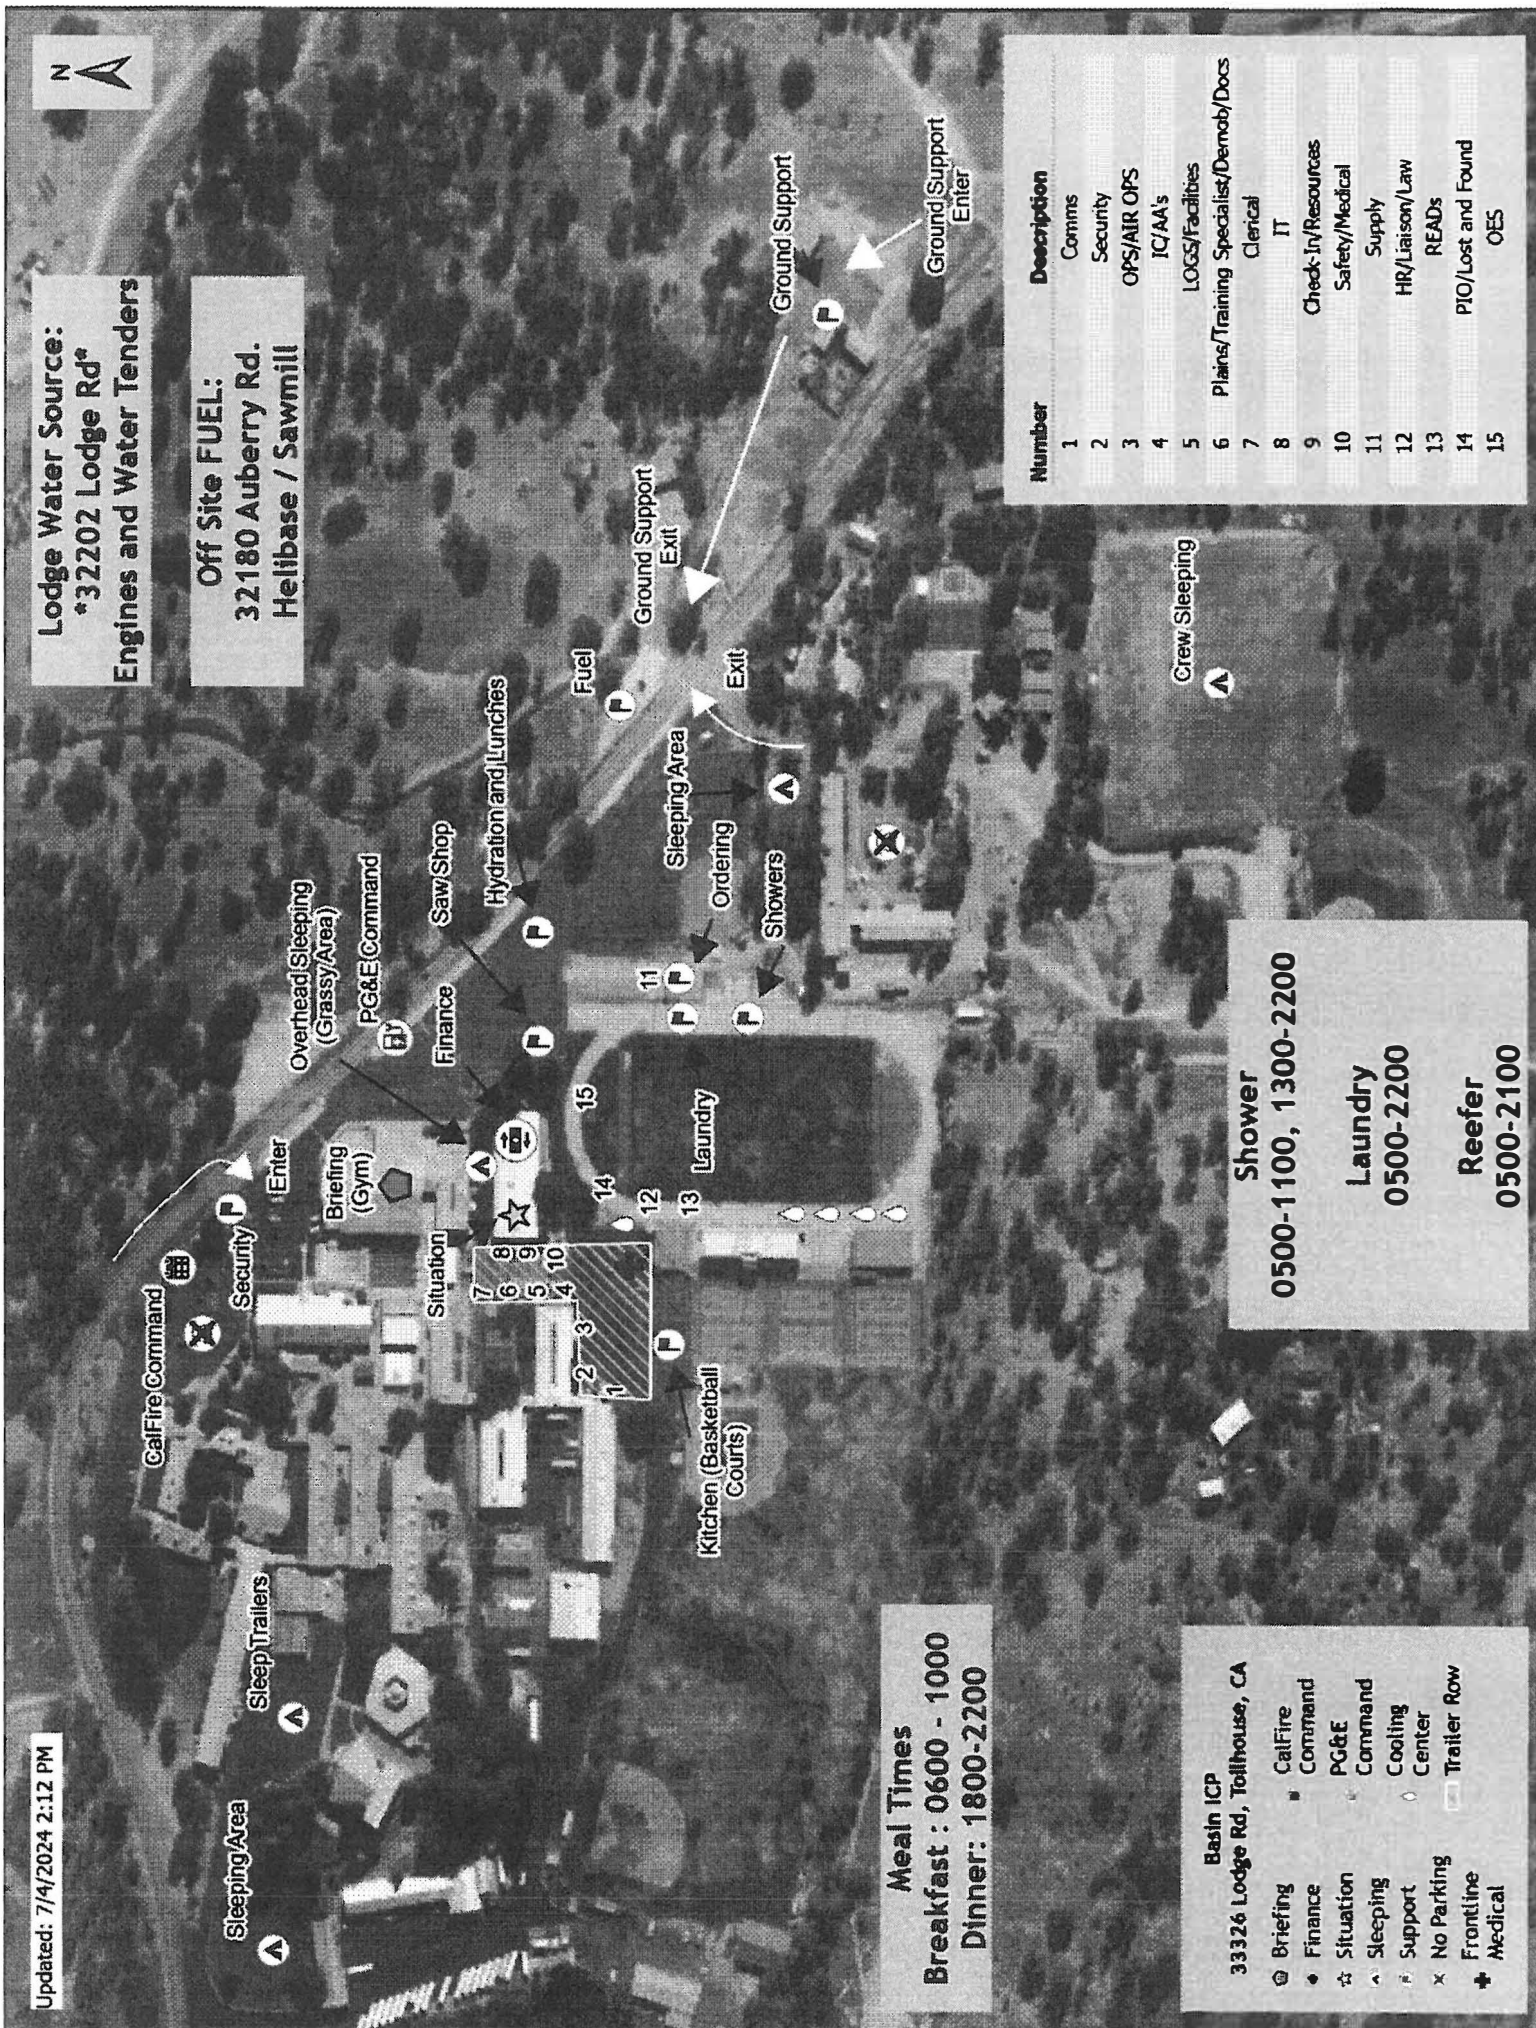 Updated: 7/4/2024 2:12 PM
N
Lodge Water Source:
*32202 Lodge Rd*
Engines and Water Tenders
Off Site FUEL:
32180 Auberry Rd.
Helibase / Sawmill
Sleeping Area
Sleep Trailers
CalFire Command
Security
Enter
Briefing
(Gym)
Situation
Overhead Sleeping
(Grassy Area)
PG&E Command
Finance
Saw Shop
Hydration and Lunches
Fuel
Ground Support
Exit
Ground Support
Ground Support
Enter
Exit
Sleeping Area
Ordering
Showers
Laundry
Kitchen (Basketball
Courts)
Crew Sleeping
1
2
3
4
5
6
7
8
9
10
11
12
13
14
15
Meal Times
Breakfast : 0600 - 1000
Dinner: 1800-2200
Shower
0500-1100, 1300-2200
Laundry
0500-2200
Reefer
0500-2100
Basin ICP
33326 Lodge Rd, Tollhouse, CA
Briefing
Finance
Situation
Sleeping
Support
No Parking
Frontline
Medical
CalFire
Command
PG&E
Command
Cooling
Center
Trailer Row
Number Description
1 Comms
2 Security
3 OPS/AIR OPS
4 IC/AA's
5 LOGS/Facilities
6 Plains/Training Specialist/Demob/Docs
7 Clerical
8 IT
9 Check-In/Resources
10 Safety/Medical
11 Supply
12 HR/Liaison/Law
13 READs
14 PIO/Lost and Found
15 OES